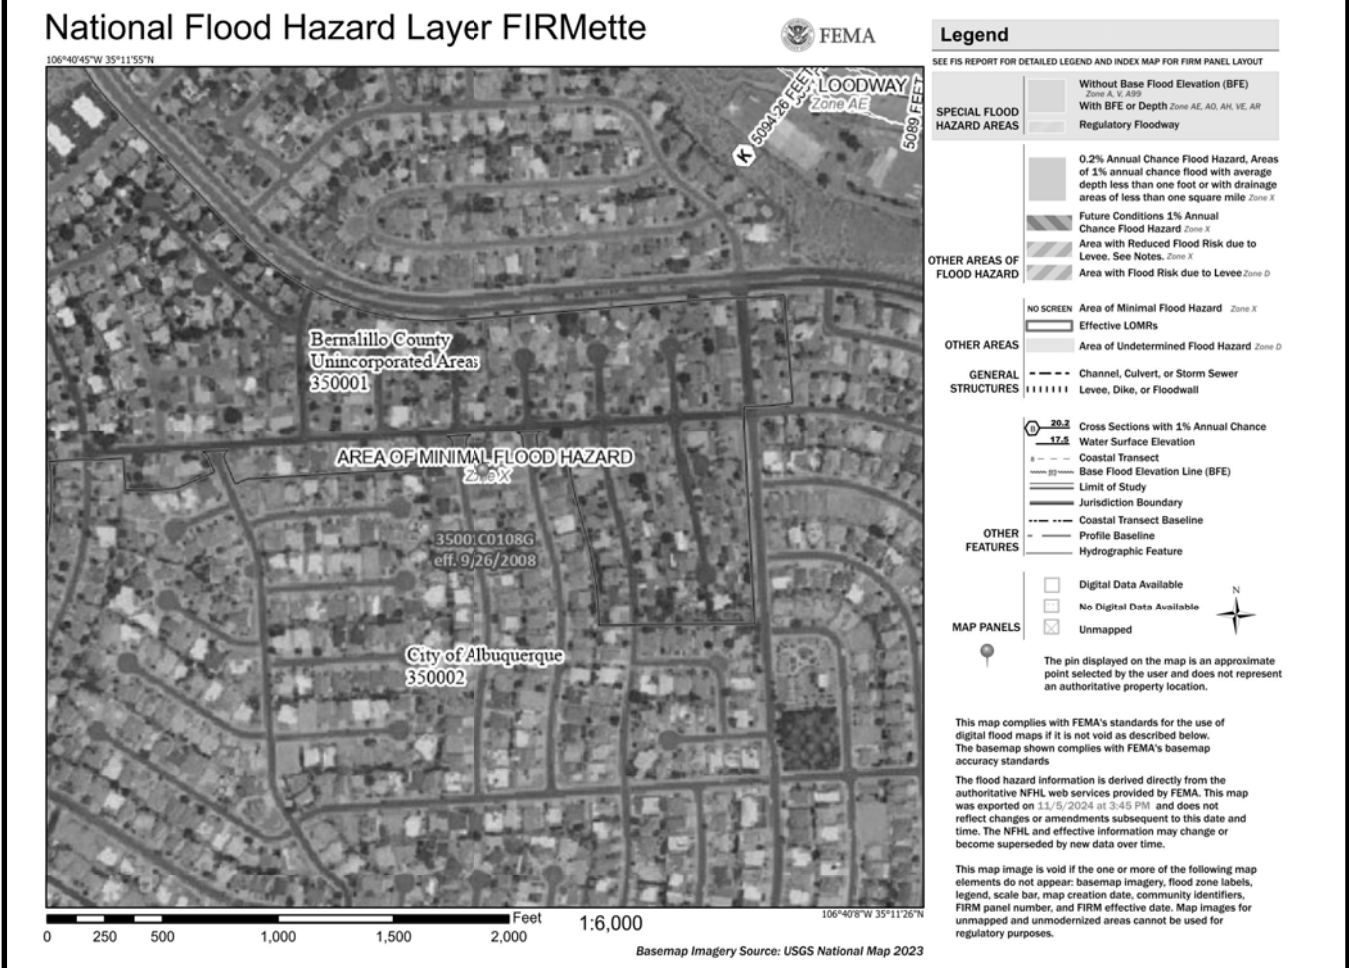 National Flood Hazard Layer FIRMette
FEMA
106°40'45"W 35°11'55"N
LOODWAY
Zone AE
5094.26 FEET
5089 FEET
K
Bernalillo County
Unincorporated Areas
350001
AREA OF MINIMAL FLOOD HAZARD
Zone X
35001C0108G
eff. 9/26/2008
City of Albuquerque
350002
106°40'8"W 35°11'26"N
Feet
1:6,000
0 250 500 1,000 1,500 2,000
Basemap Imagery Source: USGS National Map 2023
Legend
SEE FIS REPORT FOR DETAILED LEGEND AND INDEX MAP FOR FIRM PANEL LAYOUT
SPECIAL FLOOD
HAZARD AREAS
Without Base Flood Elevation (BFE)
Zone A, V, A99
With BFE or Depth Zone AE, AO, AH, VE, AR
Regulatory Floodway
OTHER AREAS OF
FLOOD HAZARD
0.2% Annual Chance Flood Hazard, Areas
of 1% annual chance flood with average
depth less than one foot or with drainage
areas of less than one square mile Zone X
Future Conditions 1% Annual
Chance Flood Hazard Zone X
Area with Reduced Flood Risk due to
Levee. See Notes. Zone X
Area with Flood Risk due to Levee Zone D
OTHER AREAS
NO SCREEN Area of Minimal Flood Hazard Zone X
Effective LOMRs
Area of Undetermined Flood Hazard Zone D
GENERAL
STRUCTURES
Channel, Culvert, or Storm Sewer
Levee, Dike, or Floodwall
OTHER
FEATURES
B 20.2 Cross Sections with 1% Annual Chance
17.5 Water Surface Elevation
8 Coastal Transect
513 Base Flood Elevation Line (BFE)
Limit of Study
Jurisdiction Boundary
Coastal Transect Baseline
Profile Baseline
Hydrographic Feature
MAP PANELS
Digital Data Available
No Digital Data Available
Unmapped
N
The pin displayed on the map is an approximate
point selected by the user and does not represent
an authoritative property location.
This map complies with FEMA's standards for the use of
digital flood maps if it is not void as described below.
The basemap shown complies with FEMA's basemap
accuracy standards
The flood hazard information is derived directly from the
authoritative NFHL web services provided by FEMA. This map
was exported on 11/5/2024 at 3:45 PM and does not
reflect changes or amendments subsequent to this date and
time. The NFHL and effective information may change or
become superseded by new data over time.
This map image is void if the one or more of the following map
elements do not appear: basemap imagery, flood zone labels,
legend, scale bar, map creation date, community identifiers,
FIRM panel number, and FIRM effective date. Map images for
unmapped and unmodernized areas cannot be used for
regulatory purposes.